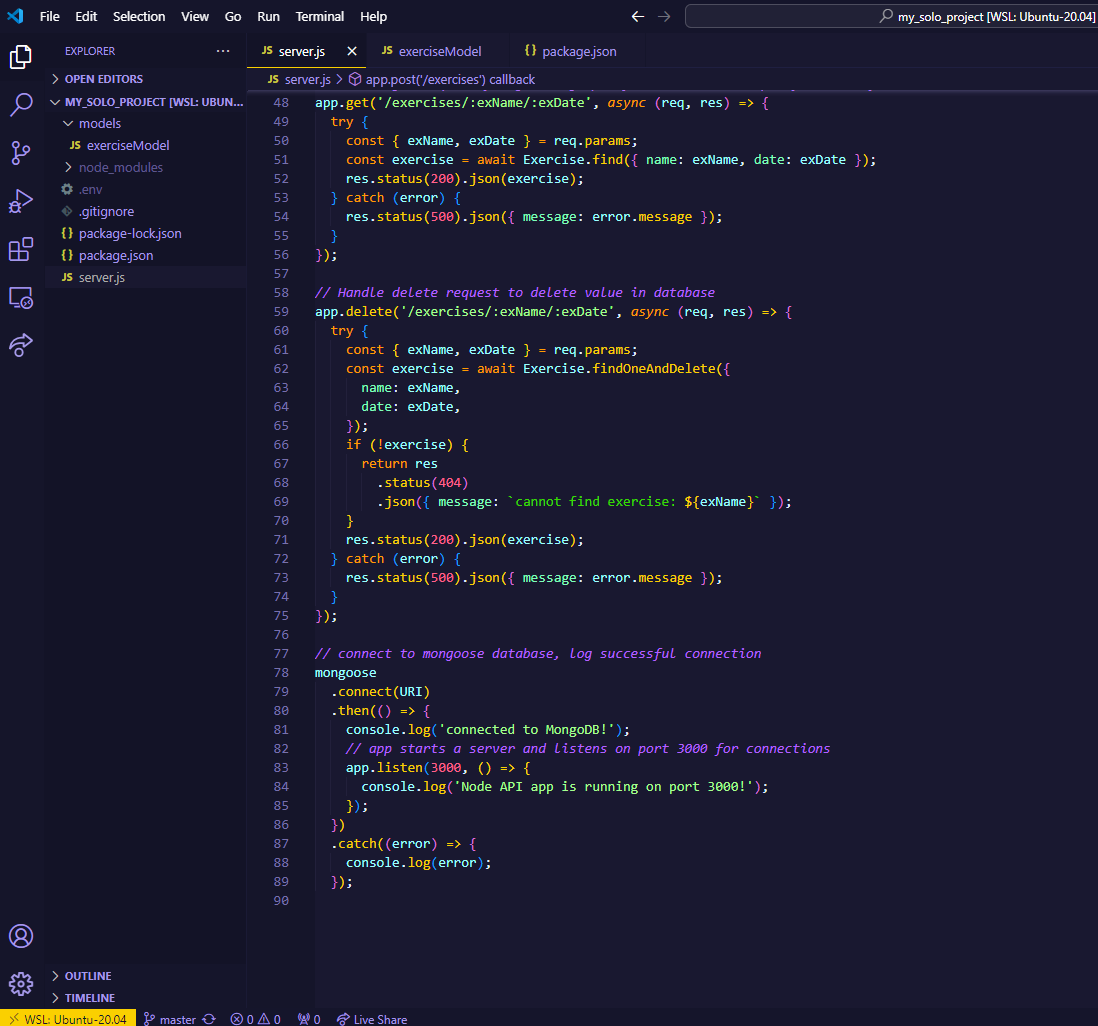 File Edit Selection View Go Run Terminal Help
my_solo_project [WSL: Ubuntu-20.04]
EXPLORER
OPEN EDITORS
MY_SOLO_PROJECT [WSL: UBUN...
models
JS exerciseModel
node_modules
.env
.gitignore
{} package-lock.json
{} package.json
JS server.js
OUTLINE
TIMELINE
JS server.js
JS exerciseModel
{} package.json
JS server.js > app.post('/exercises') callback
48 app.get('/exercises/:exName/:exDate', async (req, res) => {
49 try {
50 const { exName, exDate } = req.params;
51 const exercise = await Exercise.find({ name: exName, date: exDate });
52 res.status(200).json(exercise);
53 } catch (error) {
54 res.status(500).json({ message: error.message });
55 }
56 });
57
58 // Handle delete request to delete value in database
59 app.delete('/exercises/:exName/:exDate', async (req, res) => {
60 try {
61 const { exName, exDate } = req.params;
62 const exercise = await Exercise.findOneAndDelete({
63 name: exName,
64 date: exDate,
65 });
66 if (!exercise) {
67 return res
68 .status(404)
69 .json({ message: `cannot find exercise: ${exName}` });
70 }
71 res.status(200).json(exercise);
72 } catch (error) {
73 res.status(500).json({ message: error.message });
74 }
75 });
76
77 // connect to mongoose database, log successful connection
78 mongoose
79 .connect(URI)
80 .then(() => {
81 console.log('connected to MongoDB!');
82 // app starts a server and listens on port 3000 for connections
83 app.listen(3000, () => {
84 console.log('Node API app is running on port 3000!');
85 });
86 })
87 .catch((error) => {
88 console.log(error);
89 });
90
WSL: Ubuntu-20.04 master 0 0 0 Live Share